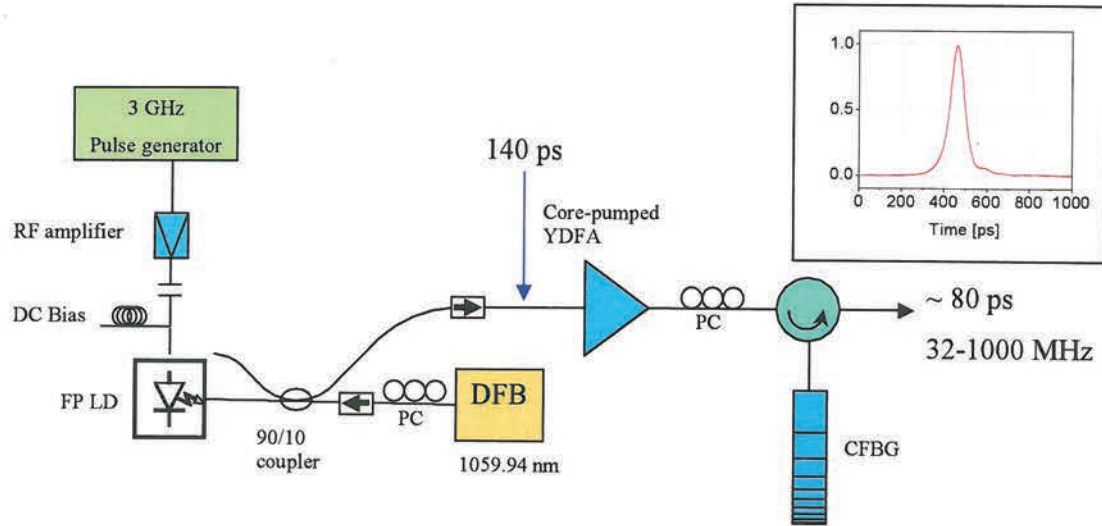 3 GHz
Pulse generator
RF amplifier
DC Bias
FP LD
90/10
coupler
PC
DFB
1059.94 nm
140 ps
Core-pumped
YDFA
PC
CFBG
~ 80 ps
32-1000 MHz
1.0
0.5
0.0
0 200 400 600 800 1000
Time [ps]